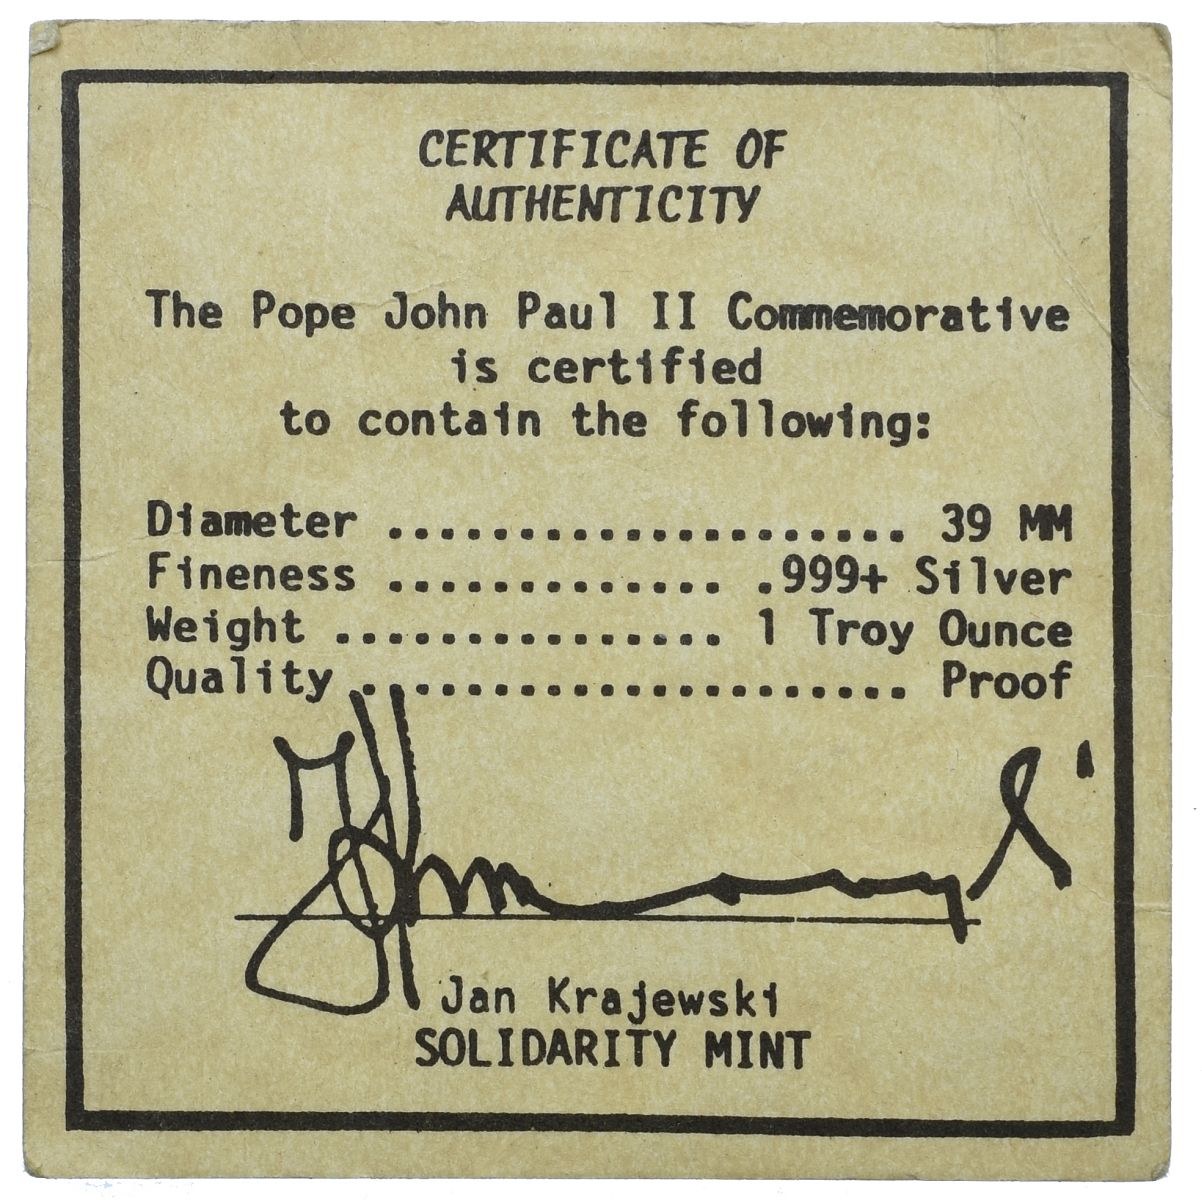 CERTIFICATE OF
AUTHENTICITY
The Pope John Paul II Commemorative
is certified
to contain the following:
Diameter .................... 39 MM
Fineness ............. .999+ Silver
Weight ............... 1 Troy Ounce
Quality ..................... Proof
Jan Krajewski
SOLIDARITY MINT